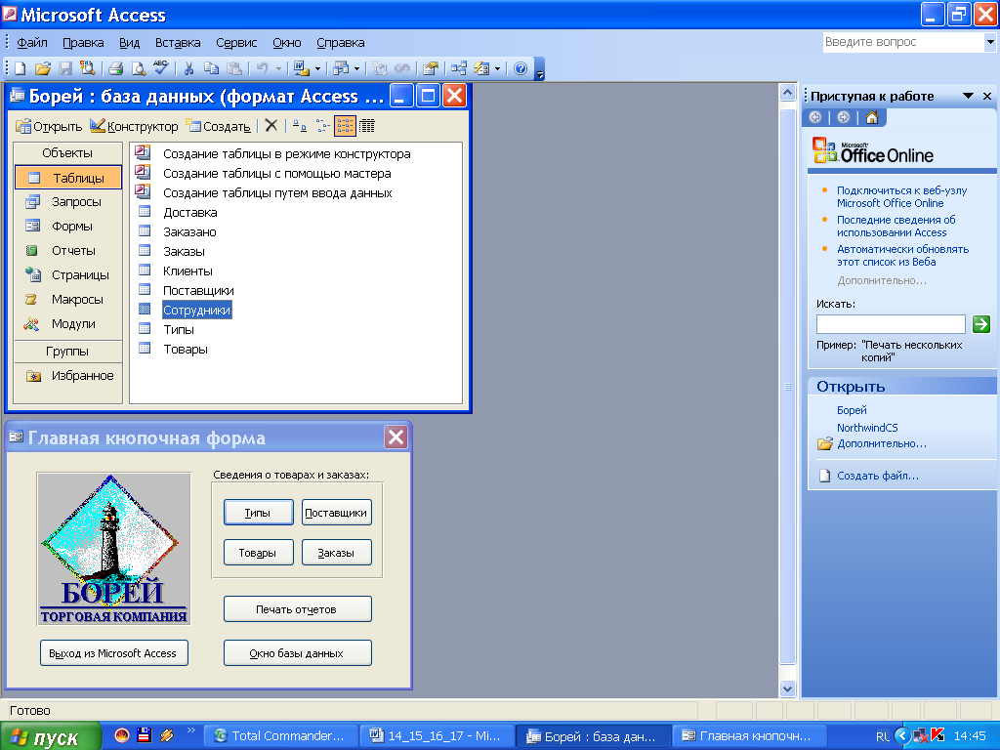 Microsoft Access
Файл Правка Вид Вставка Сервис Окно Справка
Введите вопрос
Борей : база данных (формат Access ...
Открыть Конструктор Создать
Объекты
Таблицы
Запросы
Формы
Отчеты
Страницы
Макросы
Модули
Группы
Избранное
Создание таблицы в режиме конструктора
Создание таблицы с помощью мастера
Создание таблицы путем ввода данных
Доставка
Заказано
Заказы
Клиенты
Поставщики
Сотрудники
Типы
Товары
Главная кнопочная форма
БОРЕЙ
ТОРГОВАЯ КОМПАНИЯ
Выход из Microsoft Access
Сведения о товарах и заказах:
Типы Поставщики
Товары Заказы
Печать отчетов
Окно базы данных
Приступая к работе
Microsoft
Office Online
Подключиться к веб-узлу
Microsoft Office Online
Последние сведения об
использовании Access
Автоматически обновлять
этот список из Веба
Дополнительно...
Искать:
Пример: "Печать нескольких
копий"
Открыть
Борей
NorthwindCS
Дополнительно...
Создать файл...
Готово
пуск
Total Commander...
14_15_16_17 - Mi...
Борей : база дан...
Главная кнопочн...
RL
14:45